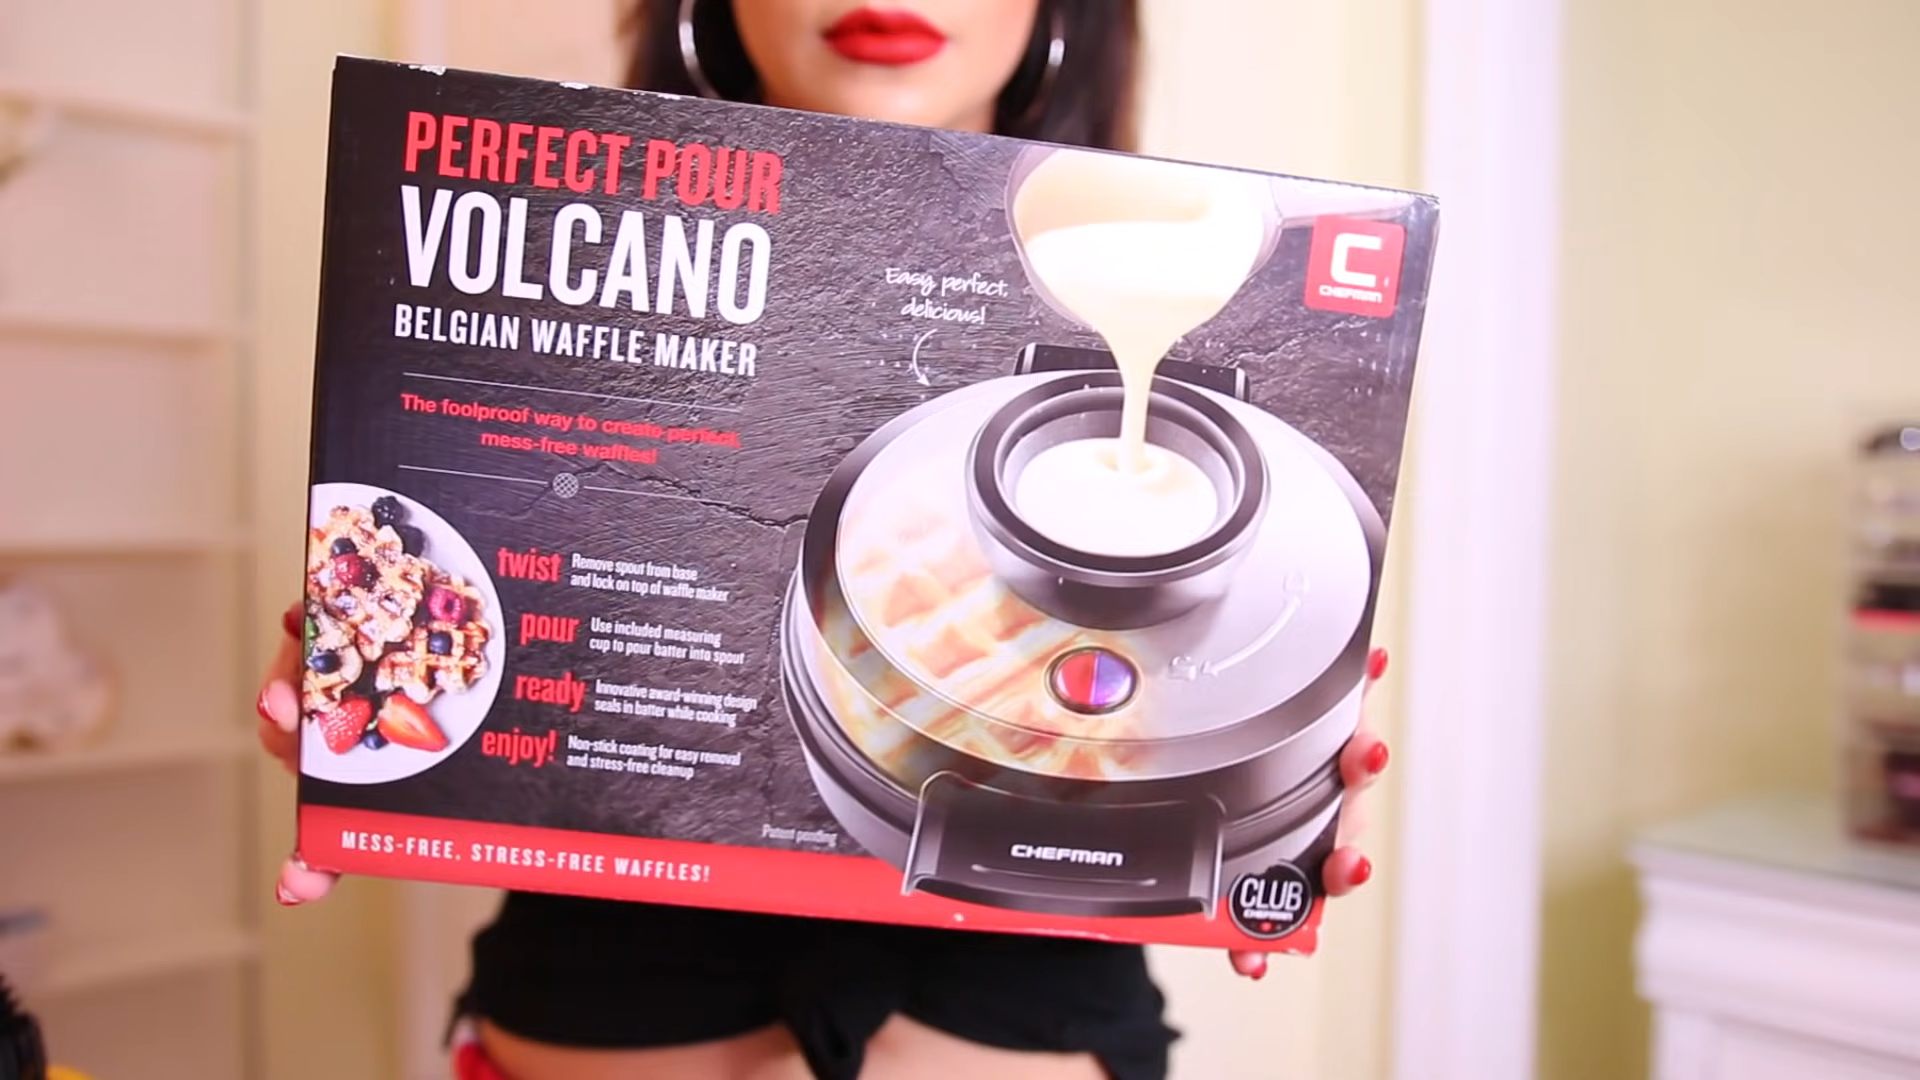 PERFECT POUR
VOLCANO
BELGIAN WAFFLE MAKER
The foolproof way to create perfect,
mess-free waffles!
twist
Remove spout from base
and lock on top of waffle maker
pour
Use included measuring
cup to pour batter into spout
ready
Innovative award-winning design
seals in batter while cooking
enjoy!
Non-stick coating for easy removal
and stress-free cleanup
Patent pending
MESS-FREE, STRESS-FREE WAFFLES!
Easy, perfect,
delicious!
C
CHEFMAN
CHEFMAN
CLUB
CHEFMAN